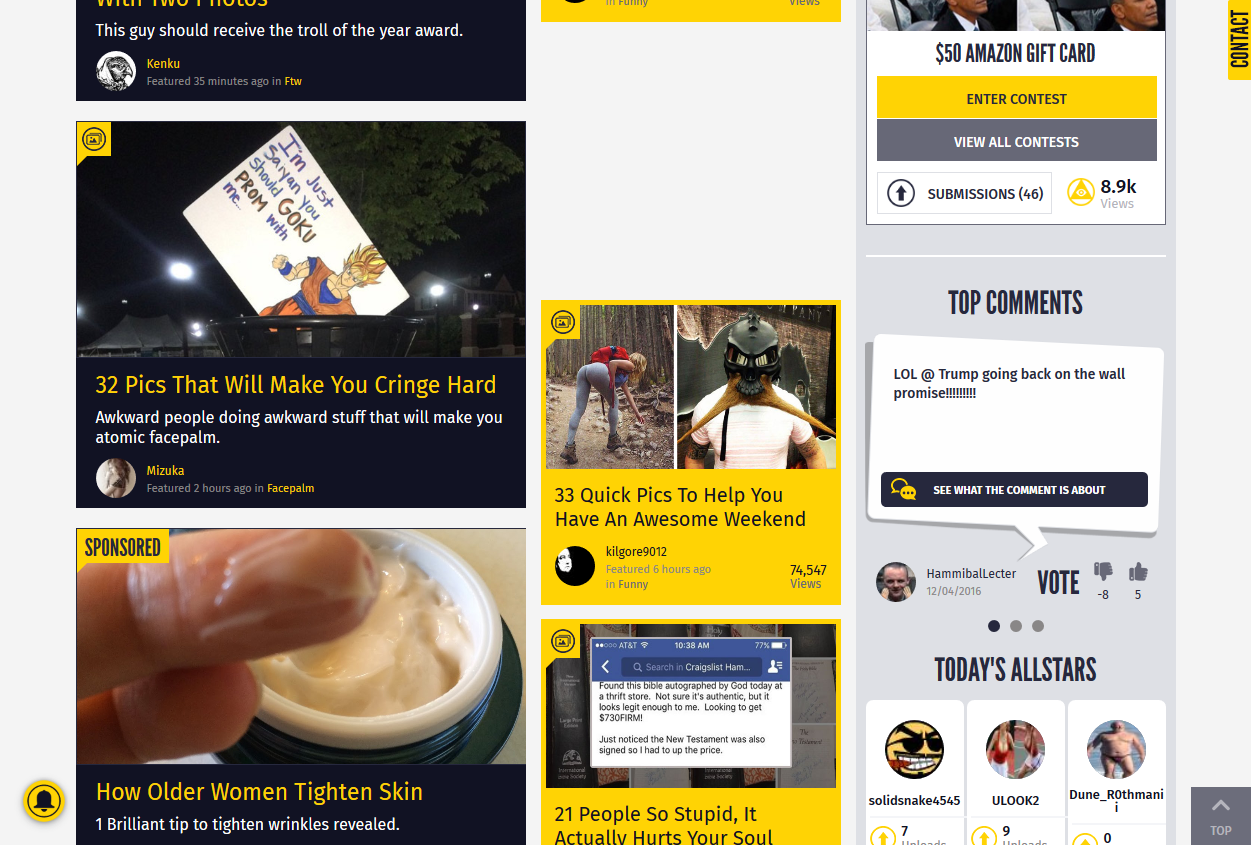 With Two Photos
This guy should receive the troll of the year award.
Kenku
Featured 35 minutes ago in Ftw
I'm Just
Saiyan you
should
PROM GOKU
with
me...
32 Pics That Will Make You Cringe Hard
Awkward people doing awkward stuff that will make you
atomic facepalm.
Mizuka
Featured 2 hours ago in Facepalm
SPONSORED
How Older Women Tighten Skin
1 Brilliant tip to tighten wrinkles revealed.
in Funny
Views
33 Quick Pics To Help You
Have An Awesome Weekend
kilgore9012
Featured 6 hours ago
in Funny
74,547
Views
AT&T
10:38 AM
77%
Search in Craigslist Ham...
Found this bible autographed by God today at
a thrift store. Not sure it's authentic, but it
looks legit enough to me. Looking to get
$730FIRM!
Just noticed the New Testament was also
signed so I had to up the price.
21 People So Stupid, It
Actually Hurts Your Soul
$50 AMAZON GIFT CARD
ENTER CONTEST
VIEW ALL CONTESTS
SUBMISSIONS (46)
8.9k
Views
TOP COMMENTS
LOL @ Trump going back on the wall
promise!!!!!!!!!
SEE WHAT THE COMMENT IS ABOUT
HammibalLecter
12/04/2016
VOTE
-8
5
TODAY'S ALLSTARS
solidsnake4545
7
Uploads
ULOOK2
9
Uploads
Dune_R0thmani
i
0
CONTACT
TOP